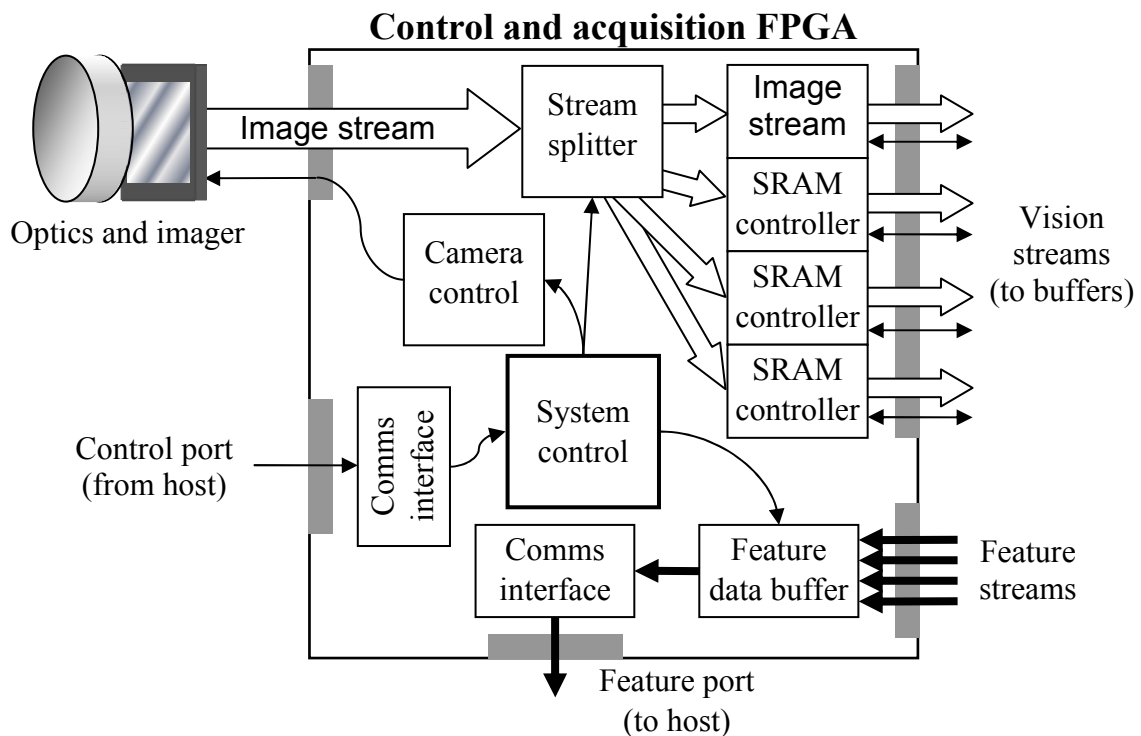 Control and acquisition FPGA
Image stream
Stream
splitter
Image
stream
SRAM
controller
SRAM
controller
SRAM
controller
Vision
streams
(to buffers)
Optics and imager
Camera
control
System
control
Control port
(from host)
Comms
interface
Comms
interface
Feature
data buffer
Feature
streams
Feature port
(to host)